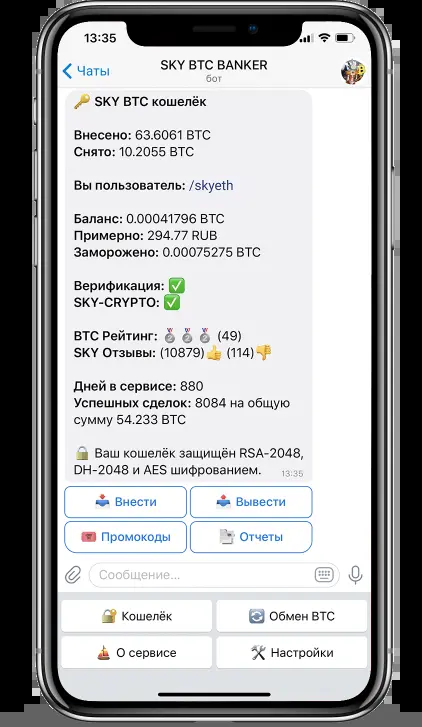 13:35
Чаты
SKY BTC BANKER
бот
🔑 SKY BTC кошелёк
Внесено: 63.6061 BTC
Снято: 10.2055 BTC
Вы пользователь: /skyeth
Баланс: 0.00041796 BTC
Примерно: 294.77 RUB
Заморожено: 0.00075275 BTC
Верификация: ✅
SKY-CRYPTO: ✅
BTC Рейтинг: 🥈🥈🥈 (49)
SKY Отзывы: (10879)👍 (114)👎
Дней в сервисе: 880
Успешных сделок: 8084 на общую
сумму 54.233 BTC
🔒 Ваш кошелёк защищён RSA-2048,
DH-2048 и AES шифрованием.
13:35
📥 Внести
📤 Вывести
Промокоды
Отчеты
Сообщение...
🔐 Кошелёк
🔄 Обмен BTC
⛵ О сервисе
🛠 Настройки